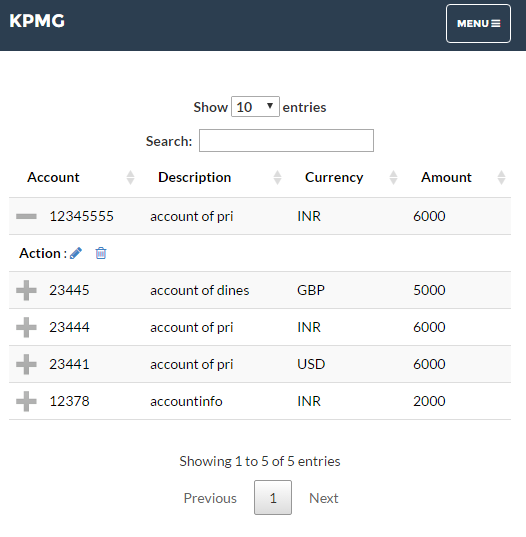 KPMG
MENU
Show 10 entries
Search:
Account Description Currency Amount
12345555 account of pri INR 6000
Action :
23445 account of dines GBP 5000
23444 account of pri INR 6000
23441 account of pri USD 6000
12378 accountinfo INR 2000
Showing 1 to 5 of 5 entries
Previous 1 Next